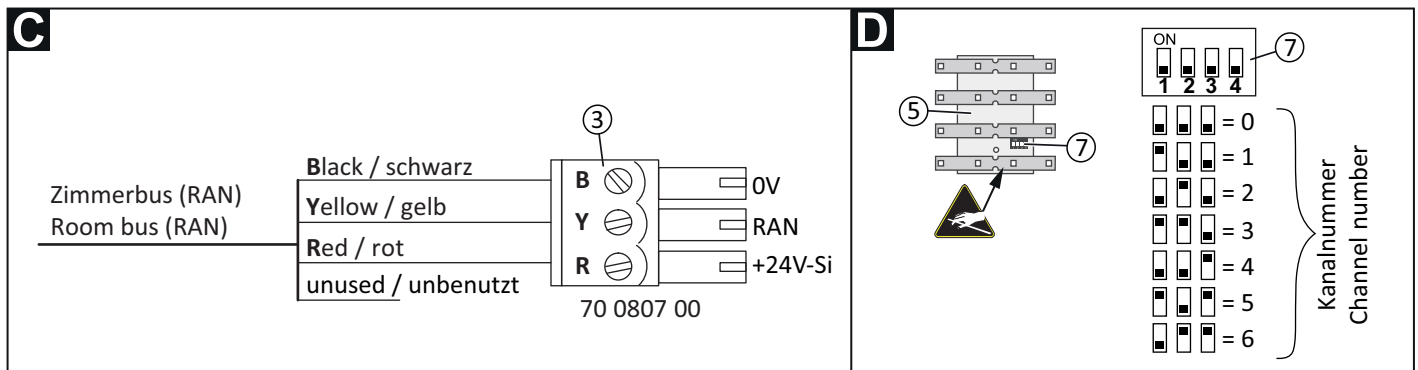 C
Zimmerbus (RAN)
Room bus (RAN)
Black / schwarz
Yellow / gelb
Red / rot
unused / unbenutzt
3
B
Y
R
0V
RAN
+24V-Si
70 0807 00
D
5
7
ON
1 2 3 4
7
= 0
= 1
= 2
= 3
= 4
= 5
= 6
Kanalnummer
Channel number